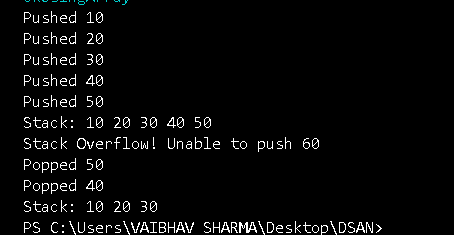 Pushed 10
Pushed 20
Pushed 30
Pushed 40
Pushed 50
Stack: 10 20 30 40 50
Stack Overflow! Unable to push 60
Popped 50
Popped 40
Stack: 10 20 30
PS C:\Users\VAIBHAV SHARMA\Desktop\DSAN>